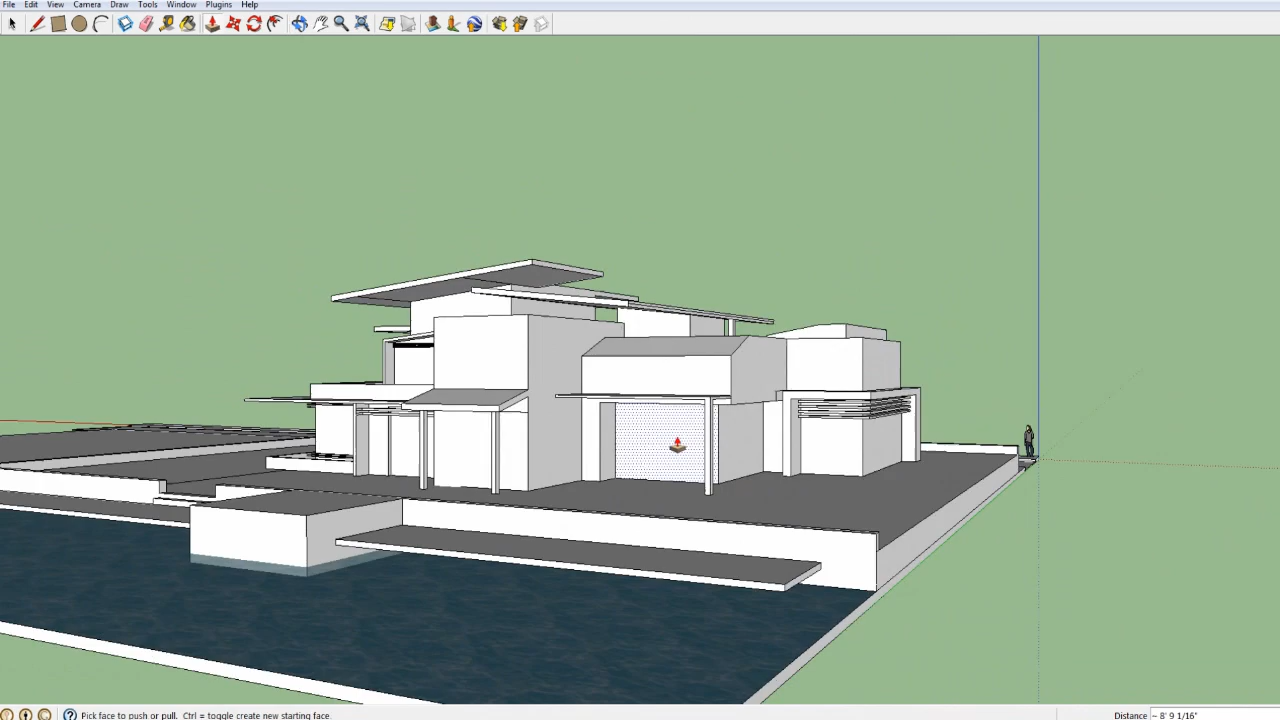 File Edit View Camera Draw Tools Window Plugins Help
Pick face to push or pull. Ctrl = toggle create new starting face. Distance ~ 8' 9 1/16"